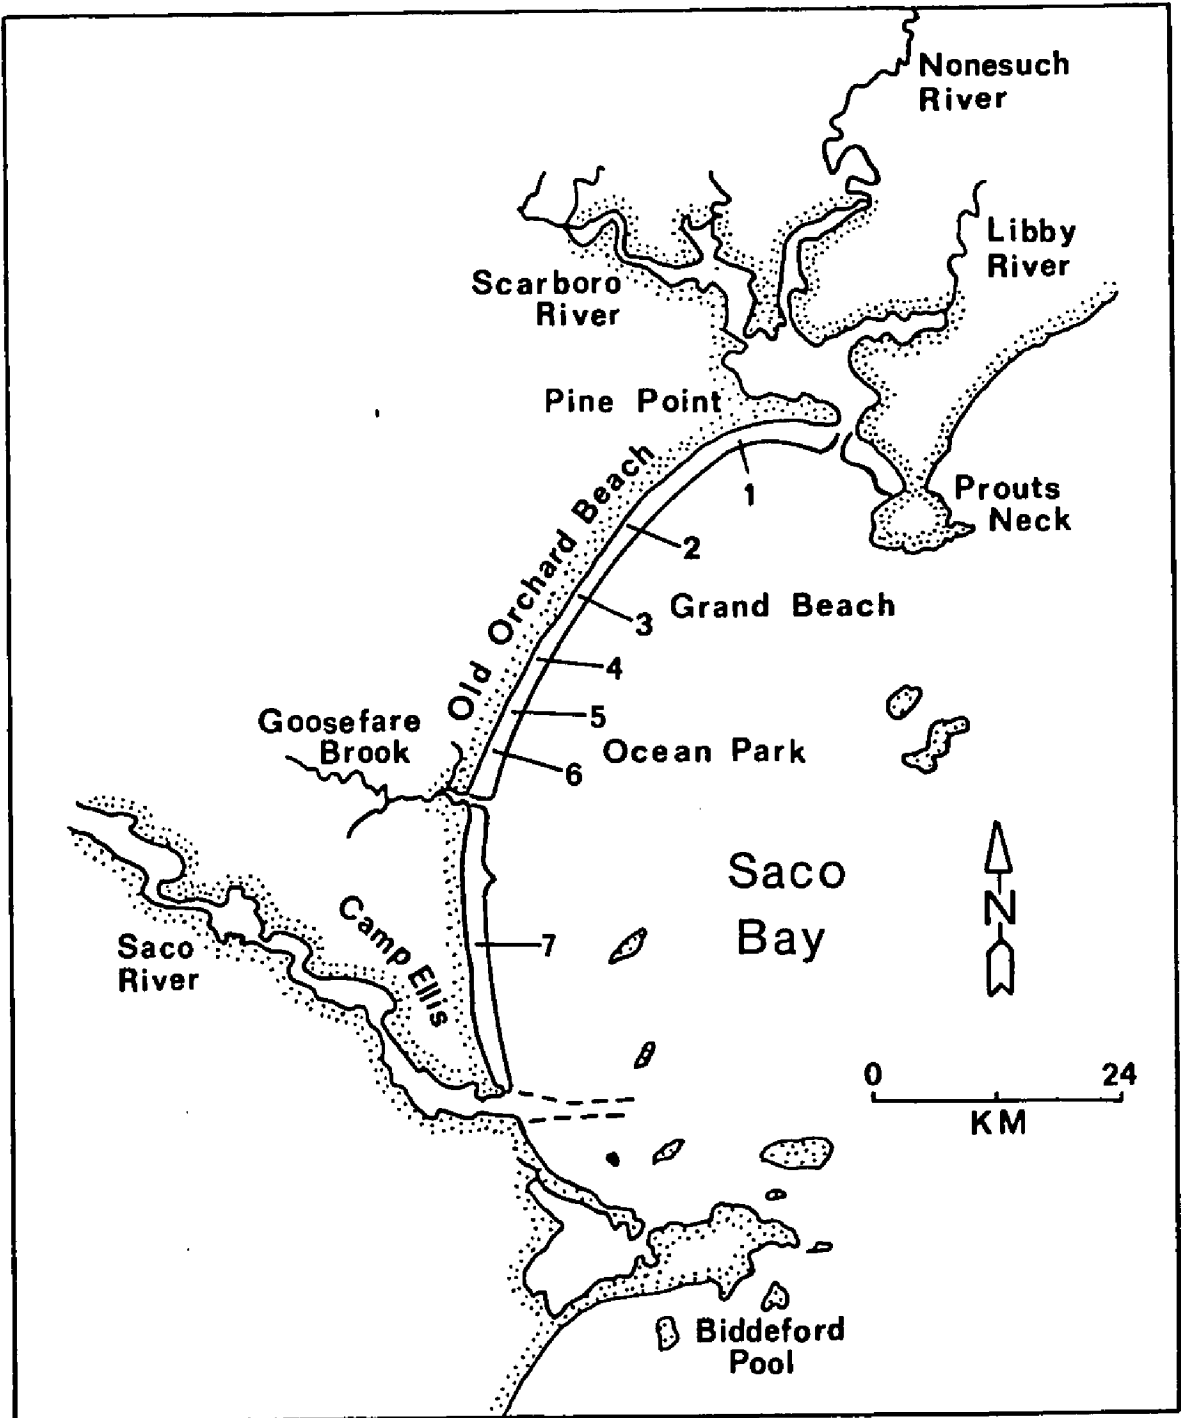 Nonesuch
River
Libby
River
Scarboro
River
Pine Point
1
Prouts
Neck
Old Orchard Beach
2
3
Grand Beach
4
5
Goosefare
Brook
6
Ocean Park
Saco
Bay
N
Camp Ellis
7
Saco
River
0 24
KM
Biddeford
Pool